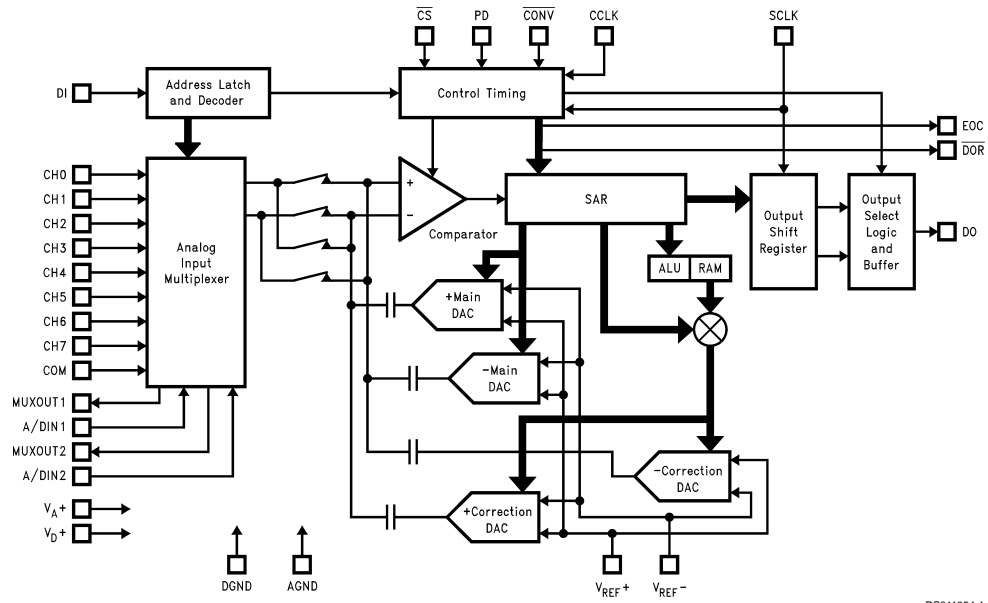 CS
PD
CONV
CCLK
SCLK
DI
Address Latch
and Decoder
Control Timing
EOC
DOR
CH0
CH1
CH2
CH3
CH4
CH5
CH6
CH7
COM
MUXOUT1
A/DIN1
MUXOUT2
A/DIN2
VA+
VD+
DGND
AGND
Analog
Input
Multiplexer
+
-
Comparator
SAR
ALU
RAM
Output
Shift
Register
Output
Select
Logic
and
Buffer
DO
+Main
DAC
-Main
DAC
-Correction
DAC
+Correction
DAC
VREF+
VREF-